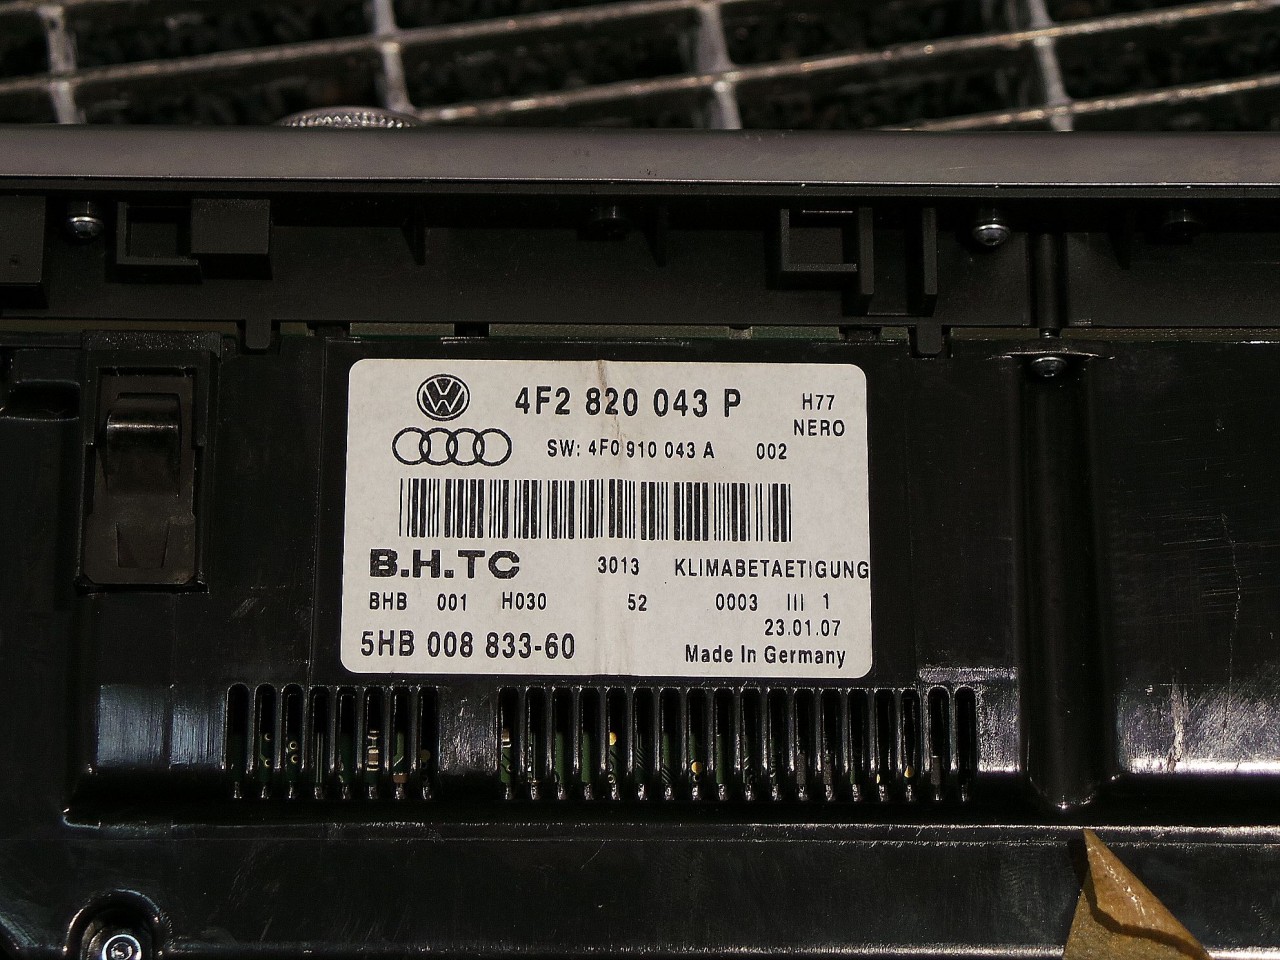 4F2 820 043 P
H77
NERO
SW: 4F0 910 043 A 002
B.H.TC 3013 KLIMABETAETIGUNG
BHB 001 H030 52 0003 III 1
23.01.07
5HB 008 833-60
Made In Germany